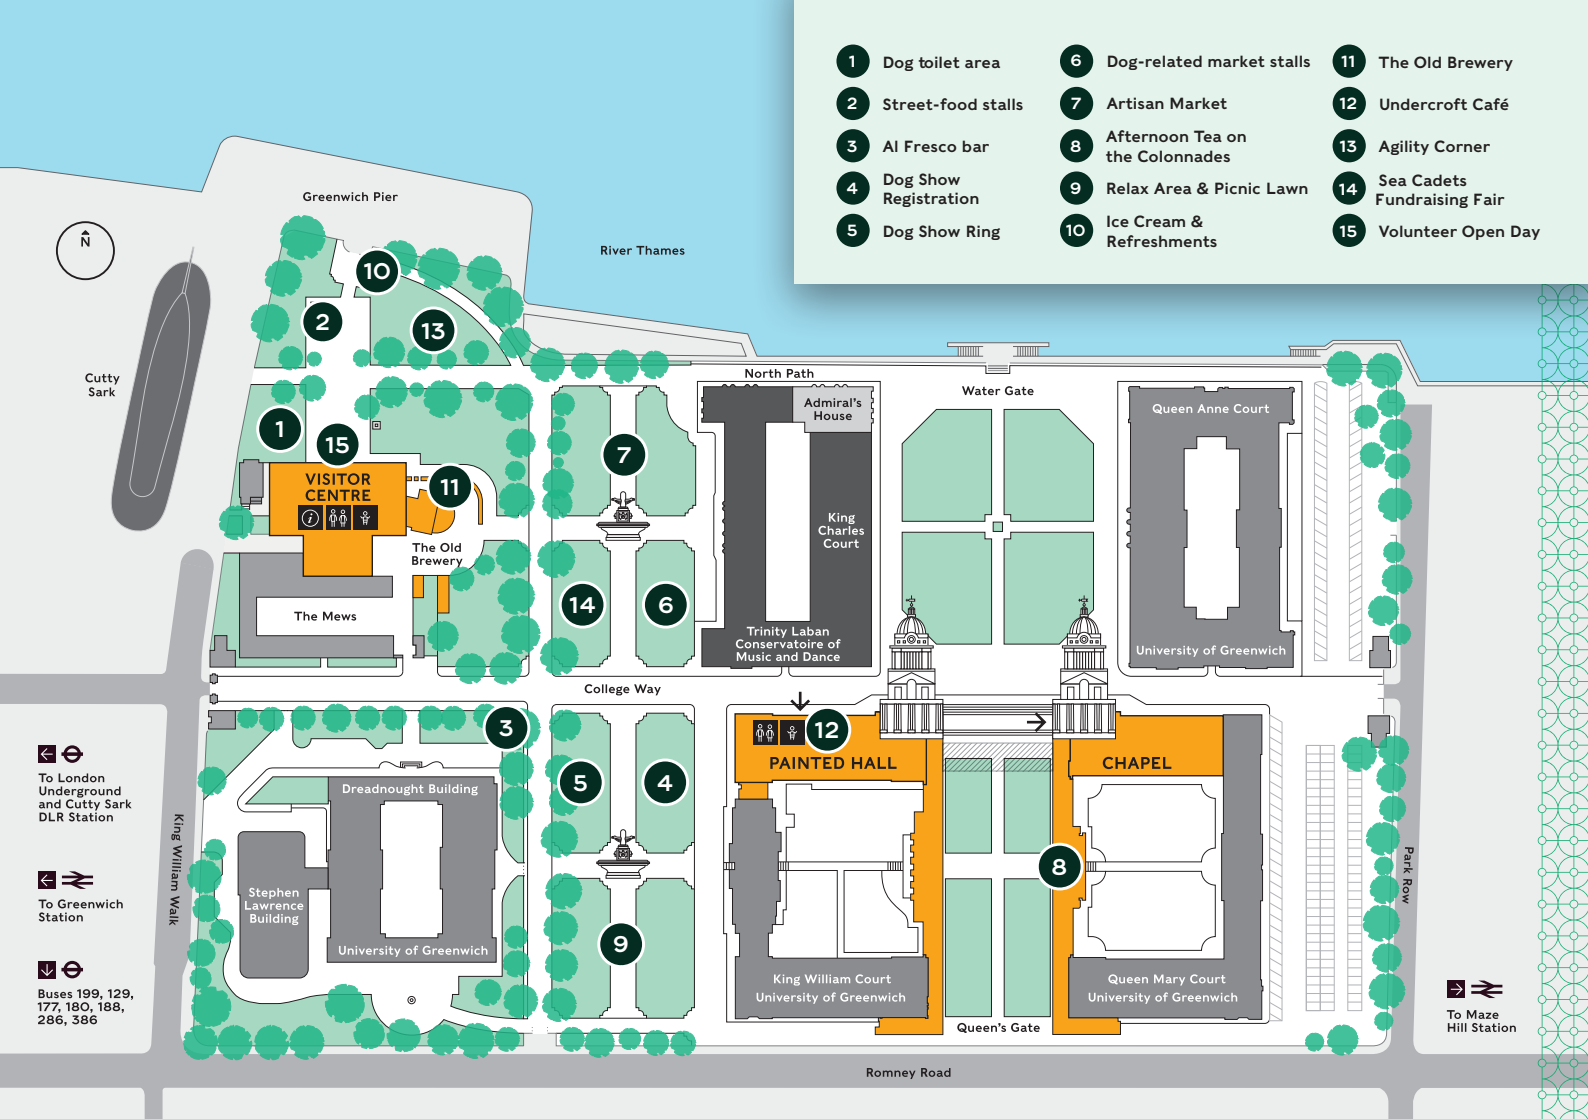 1 Dog toilet area
2 Street-food stalls
3 Al Fresco bar
4 Dog Show
Registration
5 Dog Show Ring
6 Dog-related market stalls
7 Artisan Market
8 Afternoon Tea on
the Colonnades
9 Relax Area & Picnic Lawn
10 Ice Cream &
Refreshments
11 The Old Brewery
12 Undercroft Café
13 Agility Corner
14 Sea Cadets
Fundraising Fair
15 Volunteer Open Day
Greenwich Pier
N
River Thames
10
2
13
Cutty
Sark
North Path
Water Gate
Admiral's
House
Queen Anne Court
1
15
7
VISITOR
CENTRE
i
11
King
Charles
Court
The Old
Brewery
14
6
The Mews
Trinity Laban
Conservatoire of
Music and Dance
University of Greenwich
College Way
3
12
PAINTED HALL
CHAPEL
To London
Underground
and Cutty Sark
DLR Station
Dreadnought Building
5
4
King William Walk
Park Row
8
To Greenwich
Station
Stephen
Lawrence
Building
University of Greenwich
9
King William Court
University of Greenwich
Queen Mary Court
University of Greenwich
Buses 199, 129,
177, 180, 188,
286, 386
To Maze
Hill Station
Queen's Gate
Romney Road